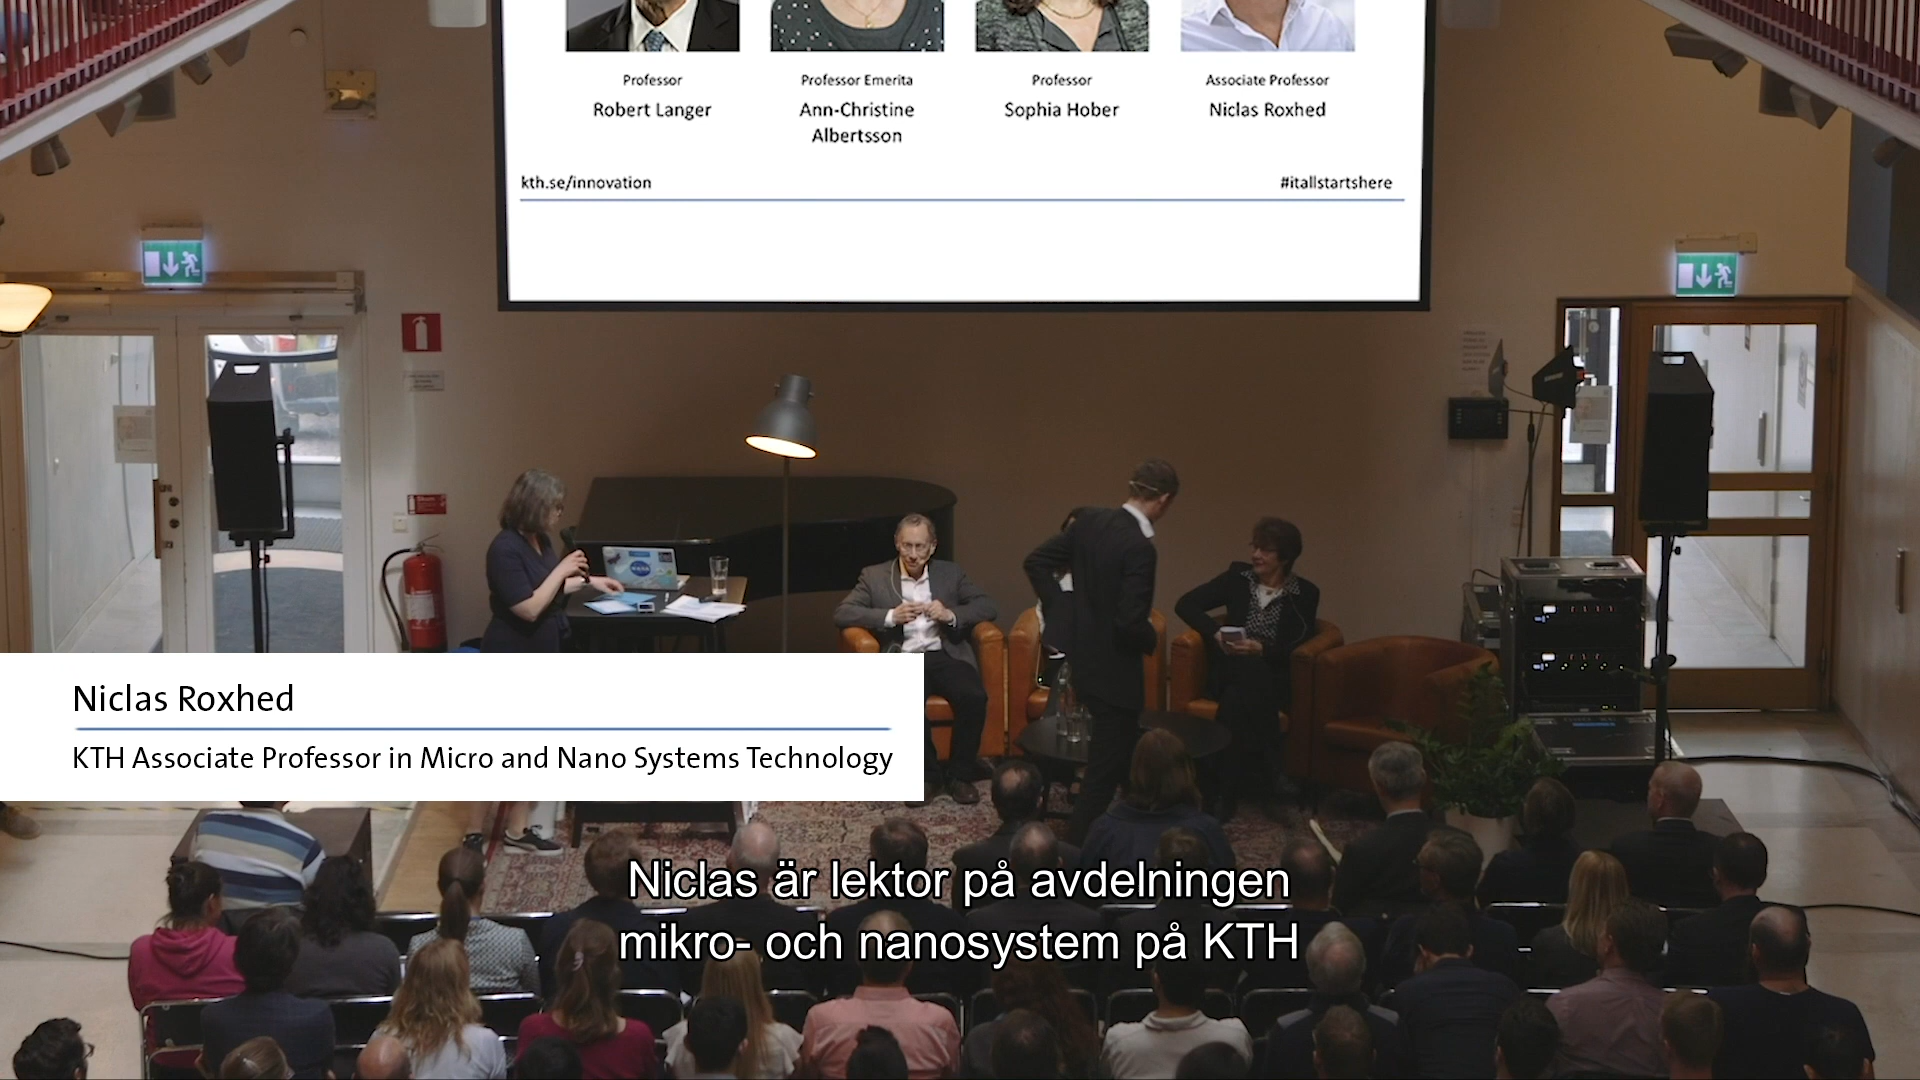 Professor
Robert Langer
Professor Emerita
Ann-Christine
Albertsson
Professor
Sophia Hober
Associate Professor
Niclas Roxhed
kth.se/innovation
#itallstartshere
NASA
Niclas Roxhed
KTH Associate Professor in Micro and Nano Systems Technology
Niclas är lektor på avdelningen
mikro- och nanosystem på KTH